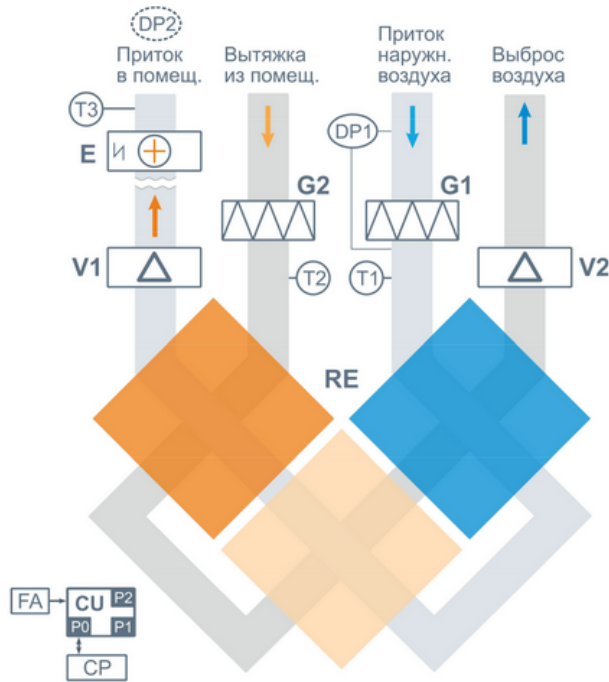 DP2
Приток
в помещ.
Вытяжка
из помещ.
Приток
наружн.
воздуха
Выброс
воздуха
T3
DP1
E
И
G2
G1
V1
T2
T1
V2
RE
FA
CU
P2
P0
P1
CP